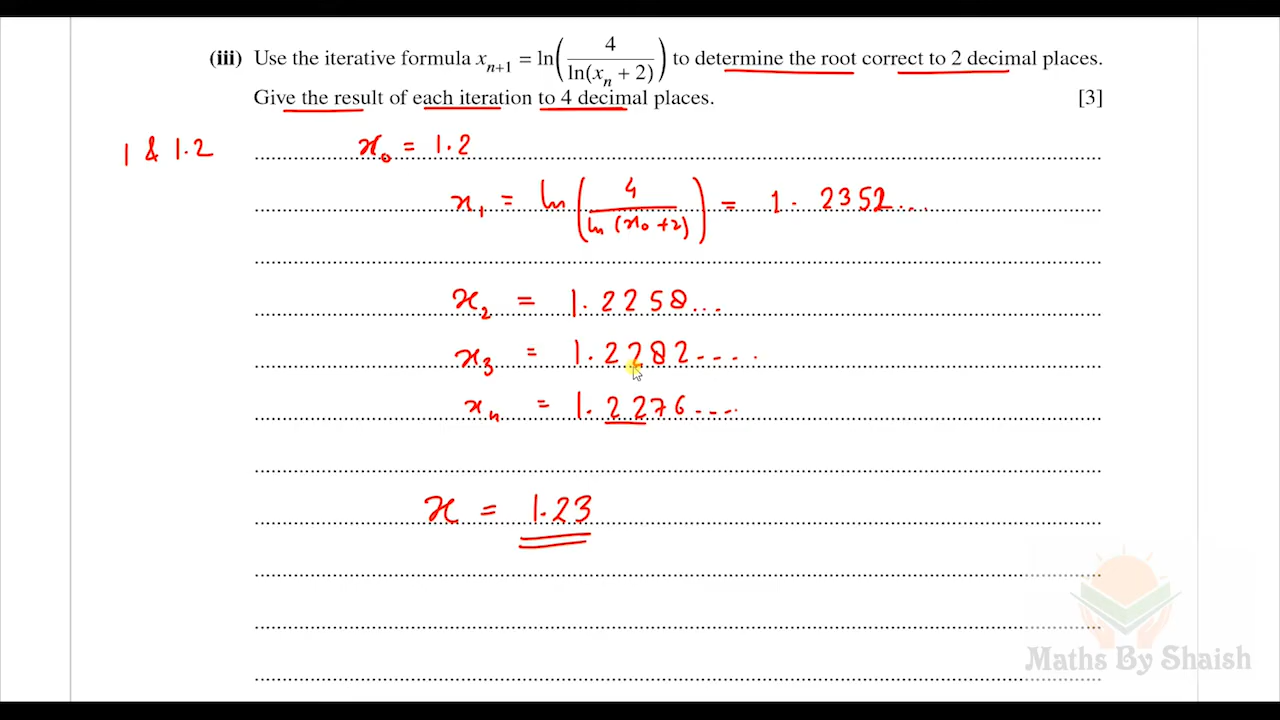 (iii) Use the iterative formula x_{n+1} = ln(4/ln(x_n + 2)) to determine the root correct to 2 decimal places.
Give the result of each iteration to 4 decimal places. [3]
1 & 1.2 x₀ = 1.2
x₁ = ln(4/ln(x₀+2)) = 1.2352...
x₂ = 1.2258...
x₃ = 1.2282....
x₄ = 1.2276....
x = 1.23
Maths By Shaish